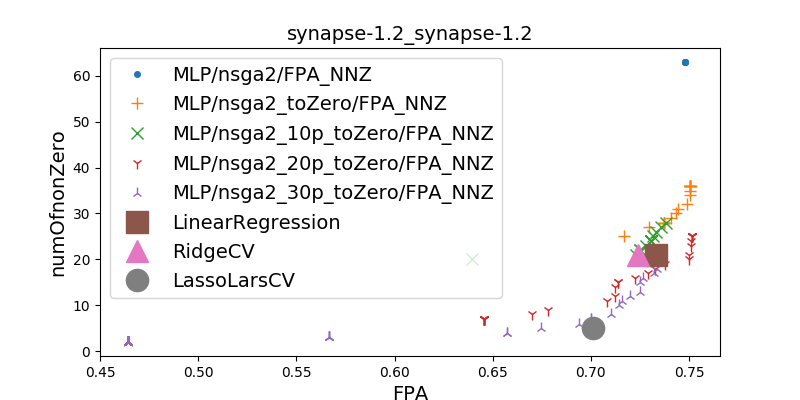 synapse-1.2_synapse-1.2
numOfnonZero
60
50
40
30
20
10
0
MLP/nsga2/FPA_NNZ
MLP/nsga2_toZero/FPA_NNZ
MLP/nsga2_10p_toZero/FPA_NNZ
MLP/nsga2_20p_toZero/FPA_NNZ
MLP/nsga2_30p_toZero/FPA_NNZ
LinearRegression
RidgeCV
LassoLarsCV
0.45 0.50 0.55 0.60 0.65 0.70 0.75
FPA